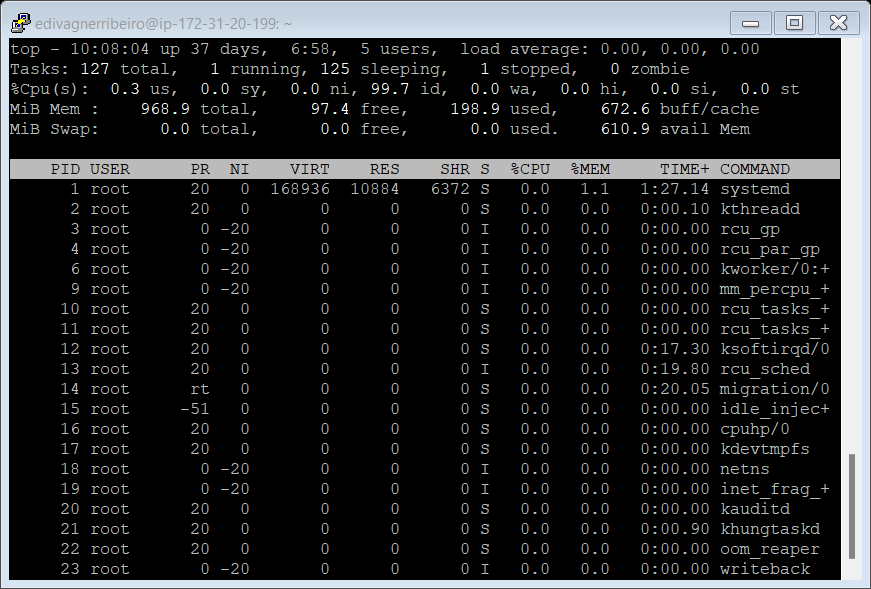 edivagnerribeiro@ip-172-31-20-199: ~
top - 10:08:04 up 37 days,  6:58,  5 users,  load average: 0.00, 0.00, 0.00
Tasks: 127 total,   1 running, 125 sleeping,   1 stopped,   0 zombie
%Cpu(s):  0.3 us,  0.0 sy,  0.0 ni, 99.7 id,  0.0 wa,  0.0 hi,  0.0 si,  0.0 st
MiB Mem :    968.9 total,     97.4 free,    198.9 used,    672.6 buff/cache
MiB Swap:      0.0 total,      0.0 free,      0.0 used.    610.9 avail Mem
PID USER      PR  NI    VIRT    RES    SHR S  %CPU  %MEM     TIME+ COMMAND
1 root      20   0  168936  10884   6372 S   0.0   1.1   1:27.14 systemd
2 root      20   0       0      0      0 S   0.0   0.0   0:00.10 kthreadd
3 root       0 -20       0      0      0 I   0.0   0.0   0:00.00 rcu_gp
4 root       0 -20       0      0      0 I   0.0   0.0   0:00.00 rcu_par_gp
6 root       0 -20       0      0      0 I   0.0   0.0   0:00.00 kworker/0:+
9 root       0 -20       0      0      0 I   0.0   0.0   0:00.00 mm_percpu_+
10 root      20   0       0      0      0 S   0.0   0.0   0:00.00 rcu_tasks_+
11 root      20   0       0      0      0 S   0.0   0.0   0:00.00 rcu_tasks_+
12 root      20   0       0      0      0 S   0.0   0.0   0:17.30 ksoftirqd/0
13 root      20   0       0      0      0 I   0.0   0.0   0:19.80 rcu_sched
14 root      rt   0       0      0      0 S   0.0   0.0   0:20.05 migration/0
15 root     -51   0       0      0      0 S   0.0   0.0   0:00.00 idle_injec+
16 root      20   0       0      0      0 S   0.0   0.0   0:00.00 cpuhp/0
17 root      20   0       0      0      0 S   0.0   0.0   0:00.00 kdevtmpfs
18 root       0 -20       0      0      0 I   0.0   0.0   0:00.00 netns
19 root       0 -20       0      0      0 I   0.0   0.0   0:00.00 inet_frag_+
20 root      20   0       0      0      0 S   0.0   0.0   0:00.00 kauditd
21 root      20   0       0      0      0 S   0.0   0.0   0:00.90 khungtaskd
22 root      20   0       0      0      0 S   0.0   0.0   0:00.00 oom_reaper
23 root       0 -20       0      0      0 I   0.0   0.0   0:00.00 writeback